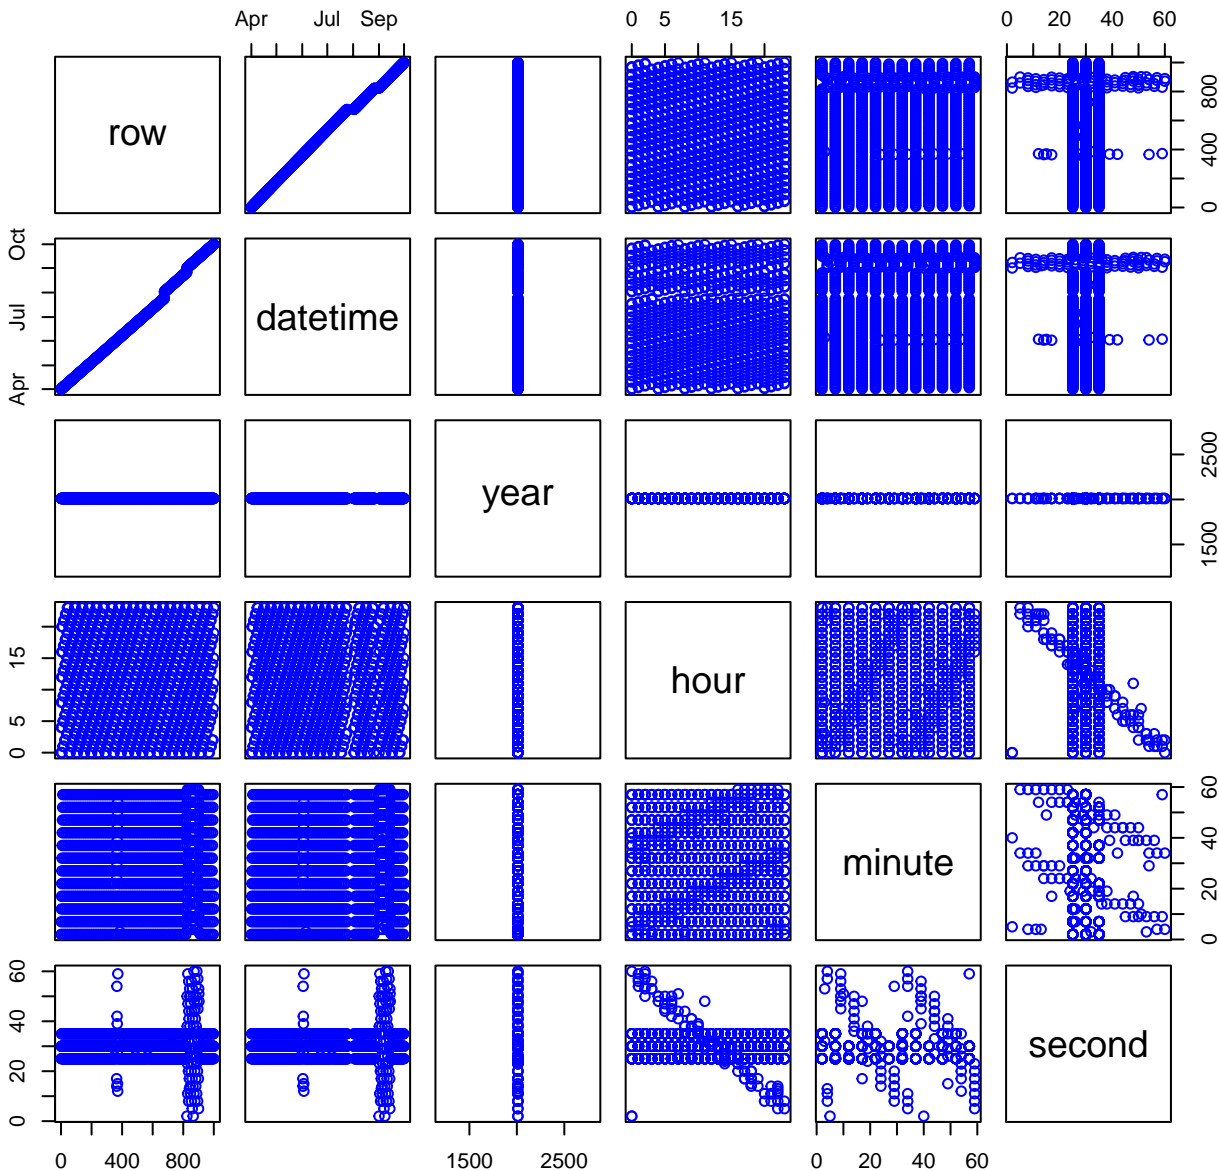 Apr Jul Sep 0 5 15 0 20 40 60
row 0 400 800
Apr Jul Oct datetime
year 1500 2500
0 5 15 hour
minute 0 20 40 60
0 20 40 60 second
0 400 800 1500 2500 0 20 40 60